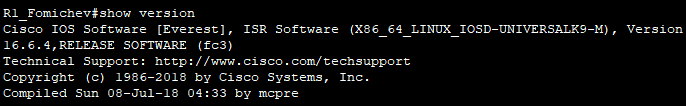 R1_Fomichev#show version
Cisco IOS Software [Everest], ISR Software (X86_64_LINUX_IOSD-UNIVERSALK9-M), Version
16.6.4,RELEASE SOFTWARE (fc3)
Technical Support: http://www.cisco.com/techsupport
Copyright (c) 1986-2018 by Cisco Systems, Inc.
Compiled Sun 08-Jul-18 04:33 by mcpre